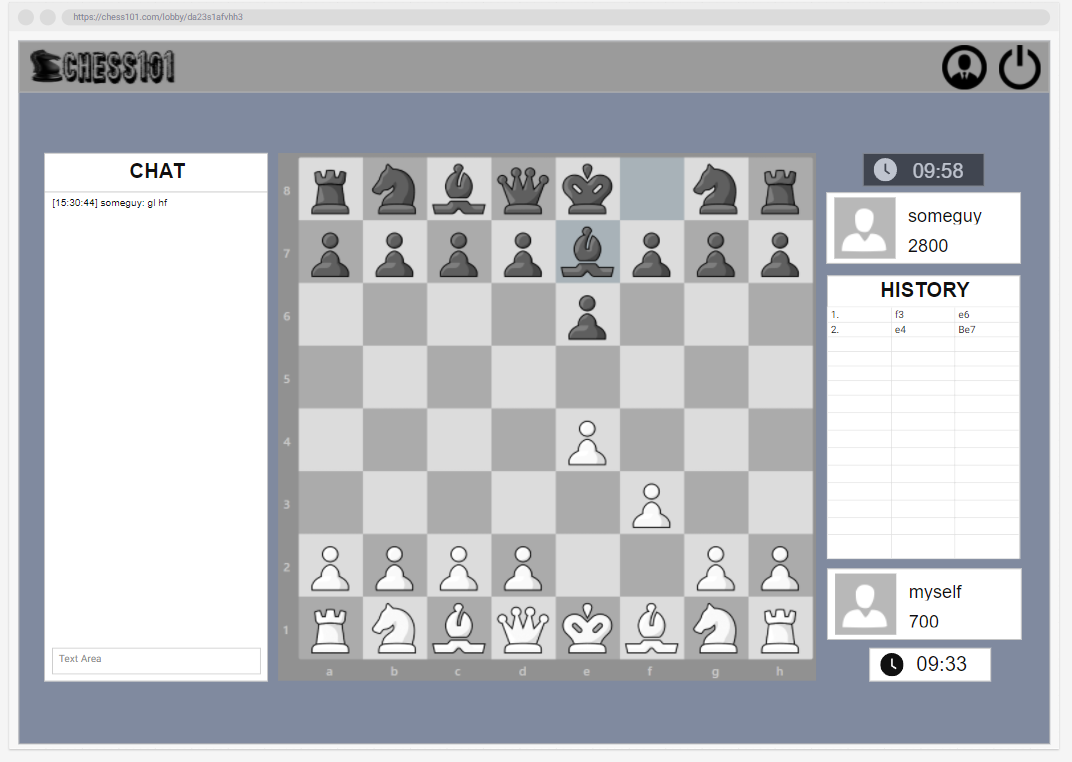 https://chess101.com/lobby/da23s1afvhh3
CHESS101
CHAT
[15:30:44] someguy: gl hf
Text Area
8
7
6
5
4
3
2
1
a b c d e f g h
09:58
someguy
2800
HISTORY
1. f3 e6
2. e4 Be7
myself
700
09:33